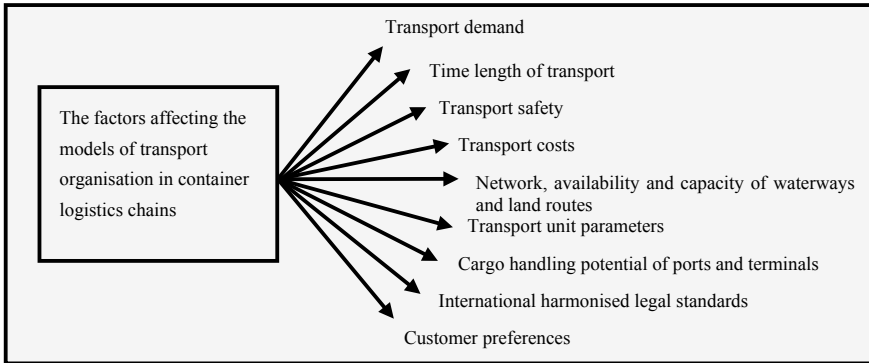 Transport demand
Time length of transport
Transport safety
Transport costs
Network, availability and capacity of waterways
and land routes
Transport unit parameters
Cargo handling potential of ports and terminals
International harmonised legal standards
Customer preferences
The factors affecting the
models of transport
organisation in container
logistics chains